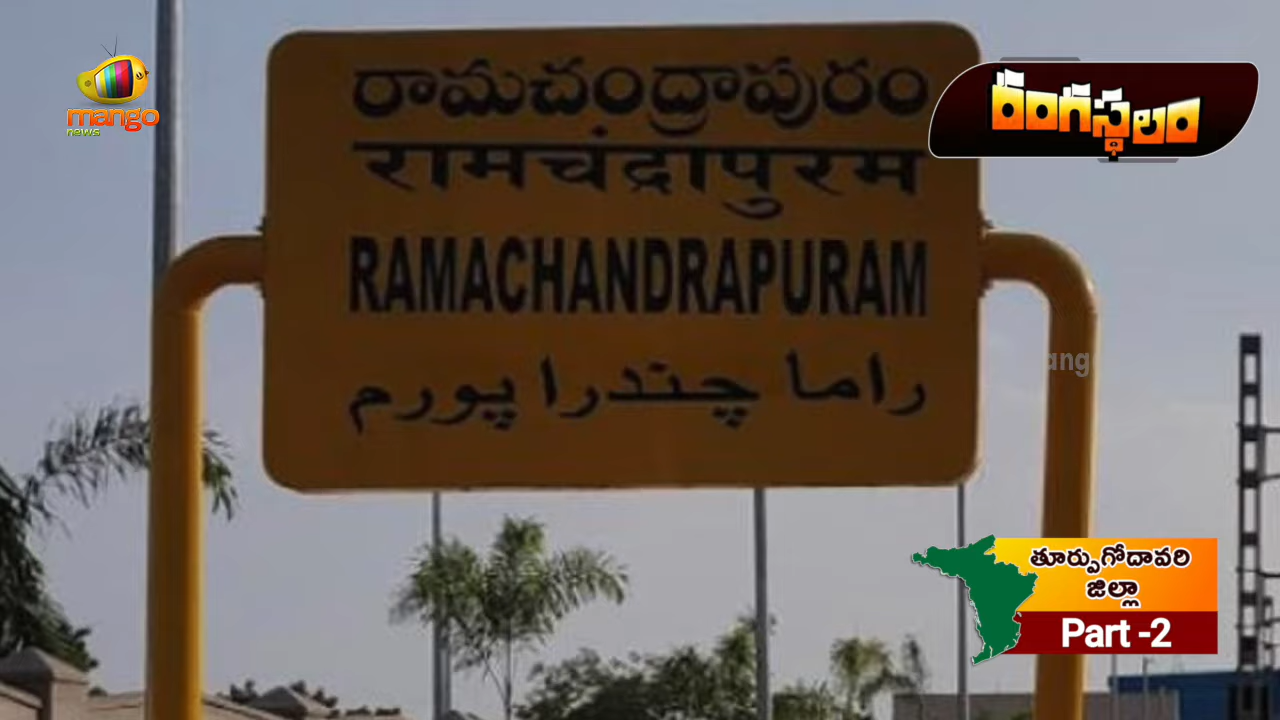 mango
news
రంగస్థలం
రామచంద్రాపురం
रामचंद्रापुरम
RAMACHANDRAPURAM
راما چندرا پورم
తూర్పుగోదావరి
జిల్లా
Part -2